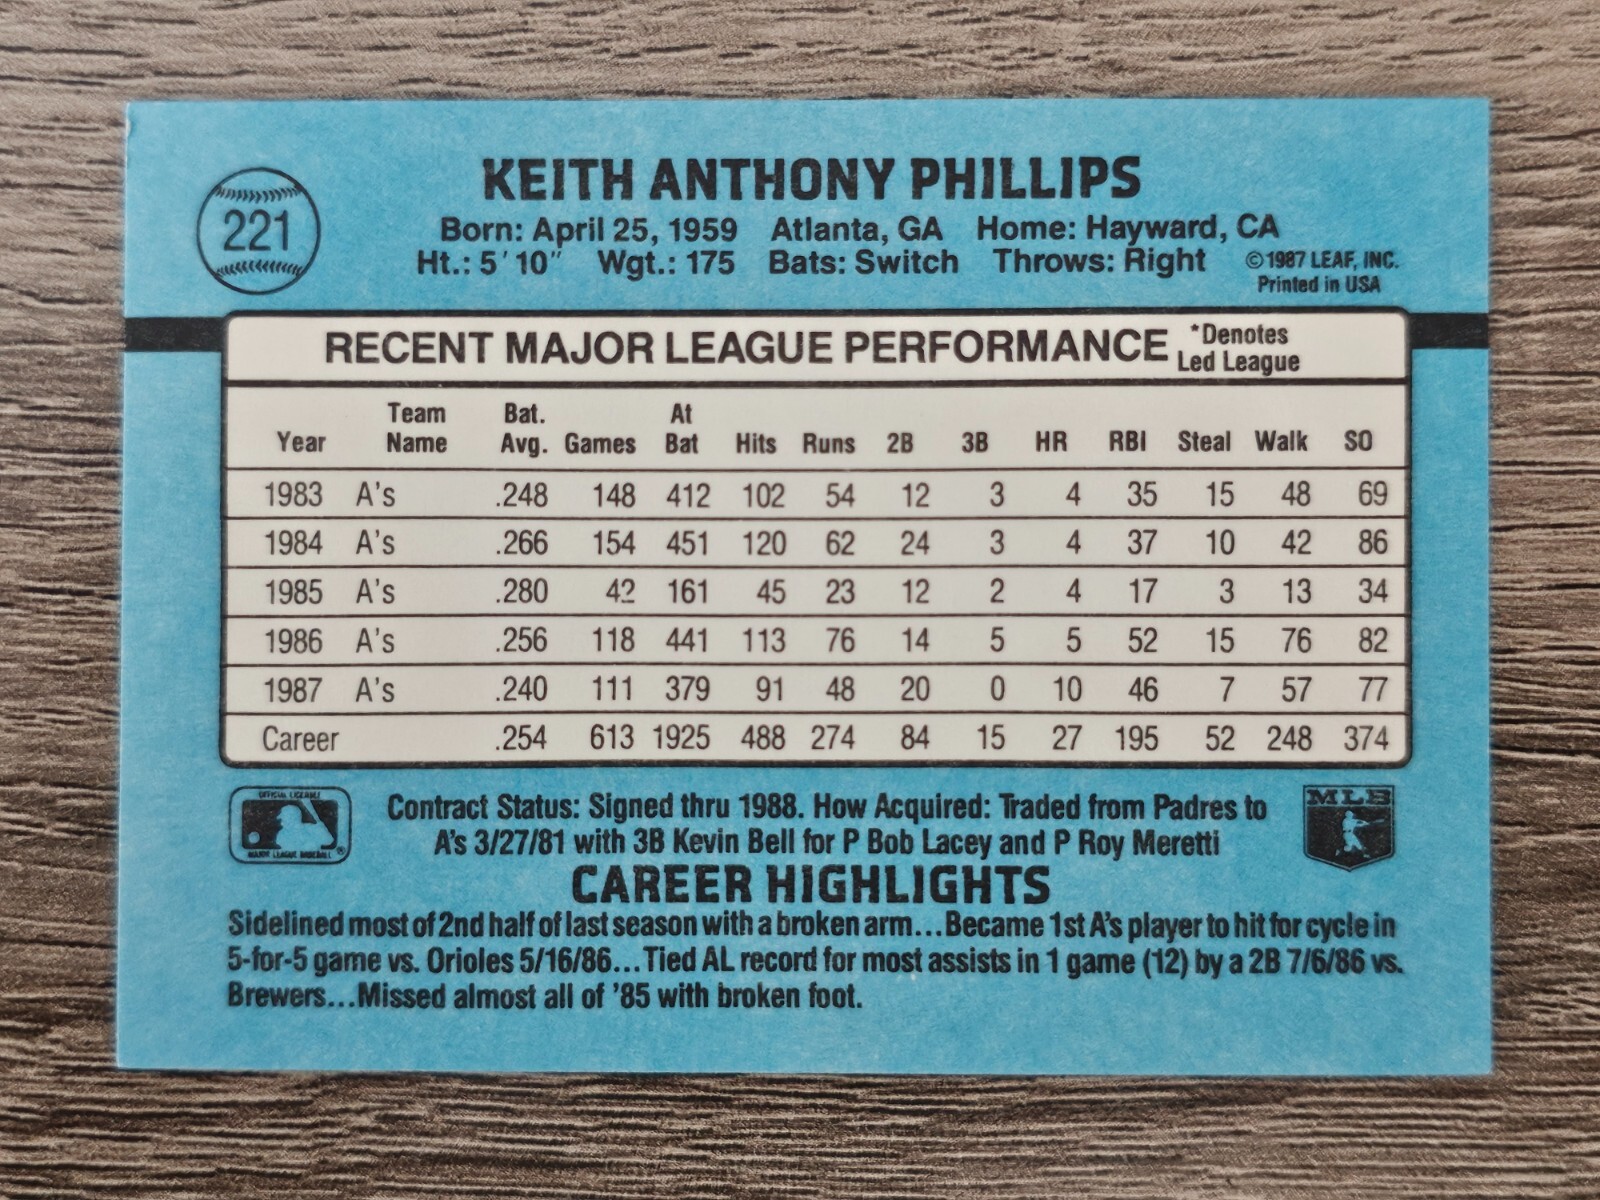 221
KEITH ANTHONY PHILLIPS
Born: April 25, 1959 Atlanta, GA Home: Hayward, CA
Ht.: 5' 10" Wgt.: 175 Bats: Switch Throws: Right
©1987 LEAF, INC.
Printed in USA
RECENT MAJOR LEAGUE PERFORMANCE
*Denotes
Led League
Year Team Name Bat. Avg. Games At Bat Hits Runs 2B 3B HR RBI Steal Walk SO
1983 A's .248 148 412 102 54 12 3 4 35 15 48 69
1984 A's .266 154 451 120 62 24 3 4 37 10 42 86
1985 A's .280 42 161 45 23 12 2 4 17 3 13 34
1986 A's .256 118 441 113 76 14 5 5 52 15 76 82
1987 A's .240 111 379 91 48 20 0 10 46 7 57 77
Career .254 613 1925 488 274 84 15 27 195 52 248 374
OFFICIAL LICENSEE
MAJOR LEAGUE BASEBALL ®
Contract Status: Signed thru 1988. How Acquired: Traded from Padres to
A's 3/27/81 with 3B Kevin Bell for P Bob Lacey and P Roy Meretti
MLB
CAREER HIGHLIGHTS
Sidelined most of 2nd half of last season with a broken arm...Became 1st A's player to hit for cycle in
5-for-5 game vs. Orioles 5/16/86...Tied AL record for most assists in 1 game (12) by a 2B 7/6/86 vs.
Brewers...Missed almost all of '85 with broken foot.